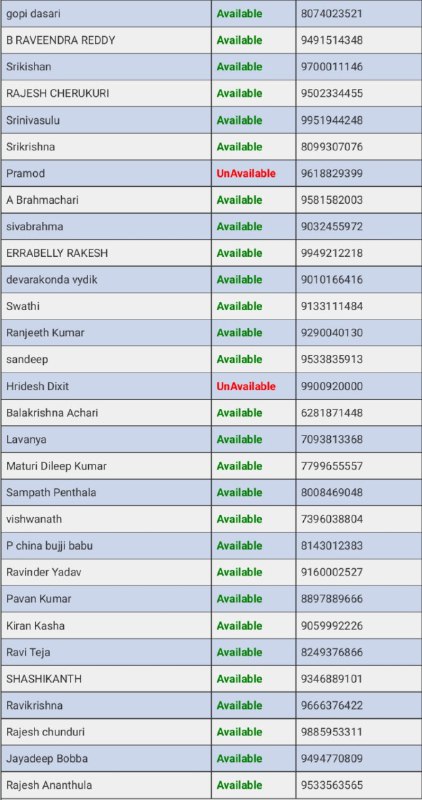 gopi dasari Available 8074023521
B RAVEENDRA REDDY Available 9491514348
Srikishan Available 9700011146
RAJESH CHERUKURI Available 9502334455
Srinivasulu Available 9951944248
Srikrishna Available 8099307076
Pramod UnAvailable 9618829399
A Brahmachari Available 9581582003
sivabrahma Available 9032455972
ERRABELLY RAKESH Available 9949212218
devarakonda vydik Available 9010166416
Swathi Available 9133111484
Ranjeeth Kumar Available 9290040130
sandeep Available 9533835913
Hridesh Dixit UnAvailable 9900920000
Balakrishna Achari Available 6281871448
Lavanya Available 7093813368
Maturi Dileep Kumar Available 7799655557
Sampath Penthala Available 8008469048
vishwanath Available 7396038804
P china bujji babu Available 8143012383
Ravinder Yadav Available 9160002527
Pavan Kumar Available 8897889666
Kiran Kasha Available 9059992226
Ravi Teja Available 8249376866
SHASHIKANTH Available 9346889101
Ravikrishna Available 9666376422
Rajesh chunduri Available 9885953311
Jayadeep Bobba Available 9494770809
Rajesh Ananthula Available 9533563565